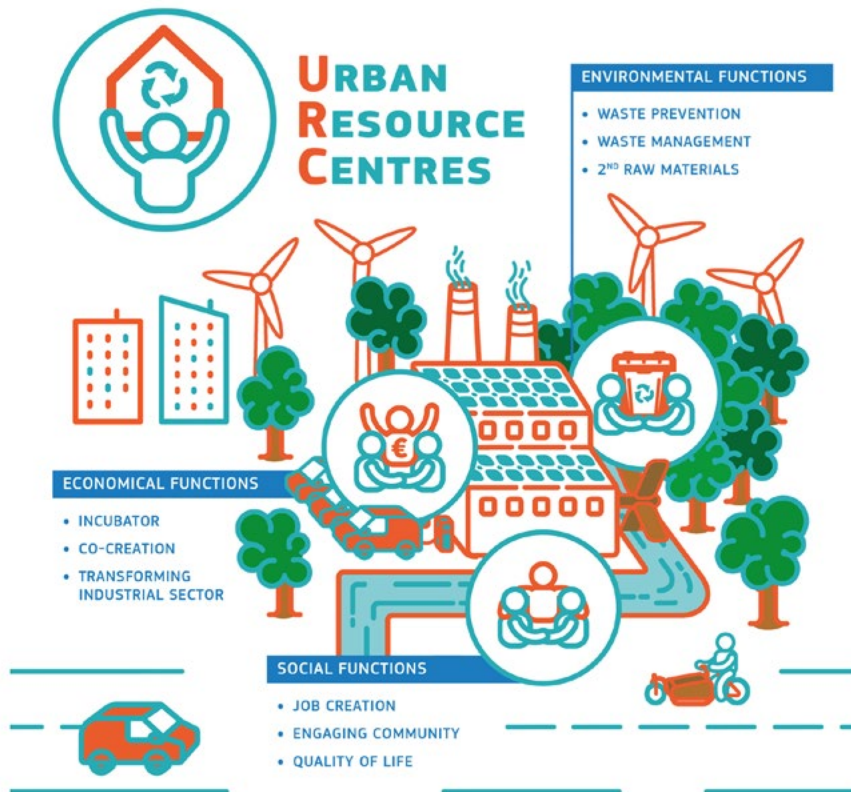 URBAN
RESOURCE
CENTRES
ENVIRONMENTAL FUNCTIONS
• WASTE PREVENTION
• WASTE MANAGEMENT
• 2ND RAW MATERIALS
€
ECONOMICAL FUNCTIONS
• INCUBATOR
• CO-CREATION
• TRANSFORMING
INDUSTRIAL SECTOR
SOCIAL FUNCTIONS
• JOB CREATION
• ENGAGING COMMUNITY
• QUALITY OF LIFE